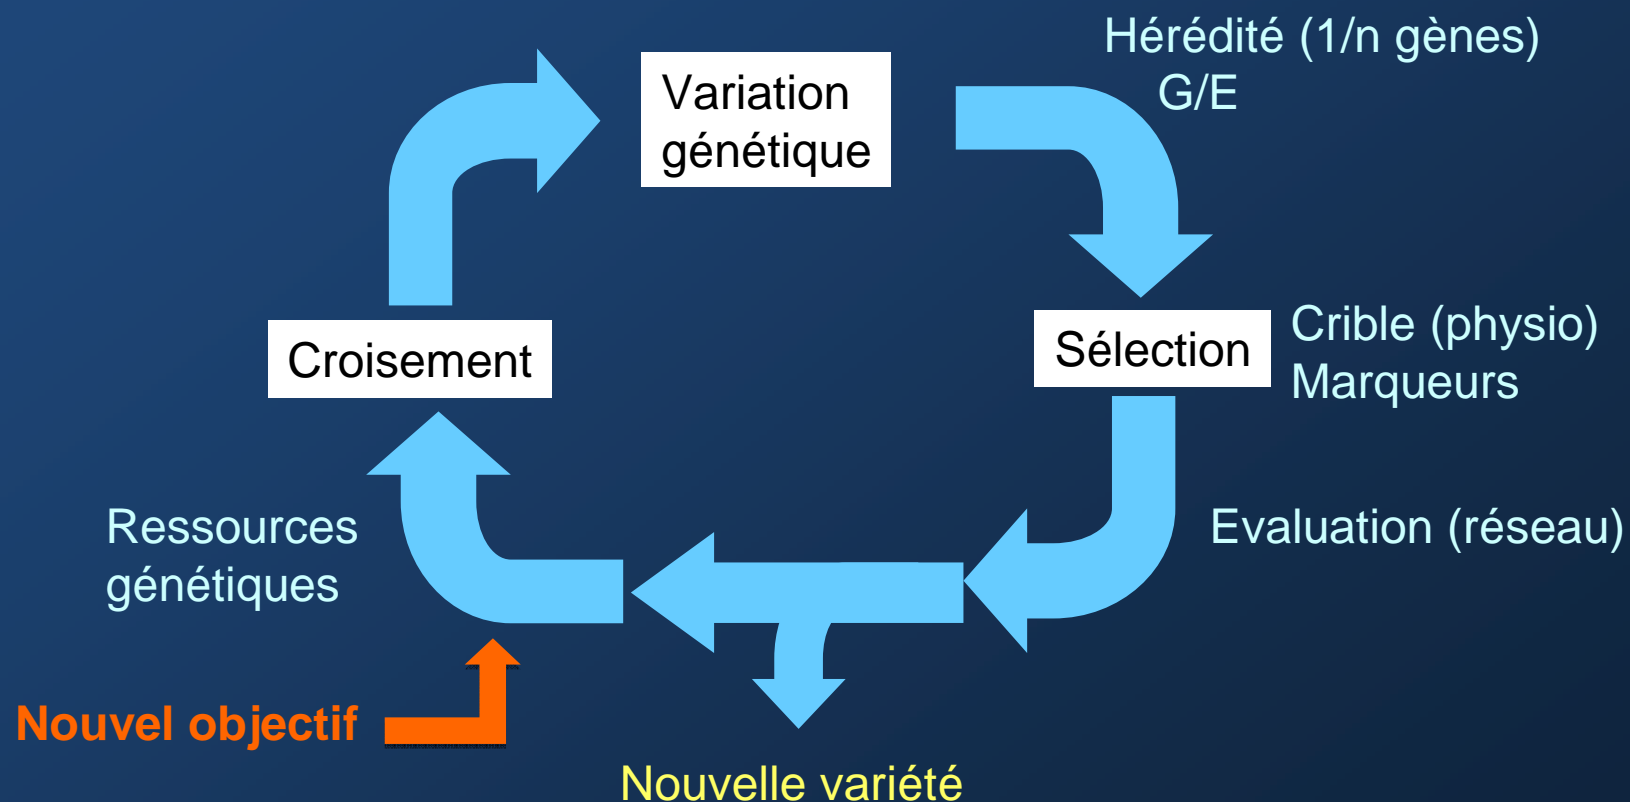 Hérédité (1/n gènes)
G/E
Variation
génétique
Croisement
Sélection
Crible (physio)
Marqueurs
Ressources
génétiques
Evaluation (réseau)
Nouvel objectif
Nouvelle variété